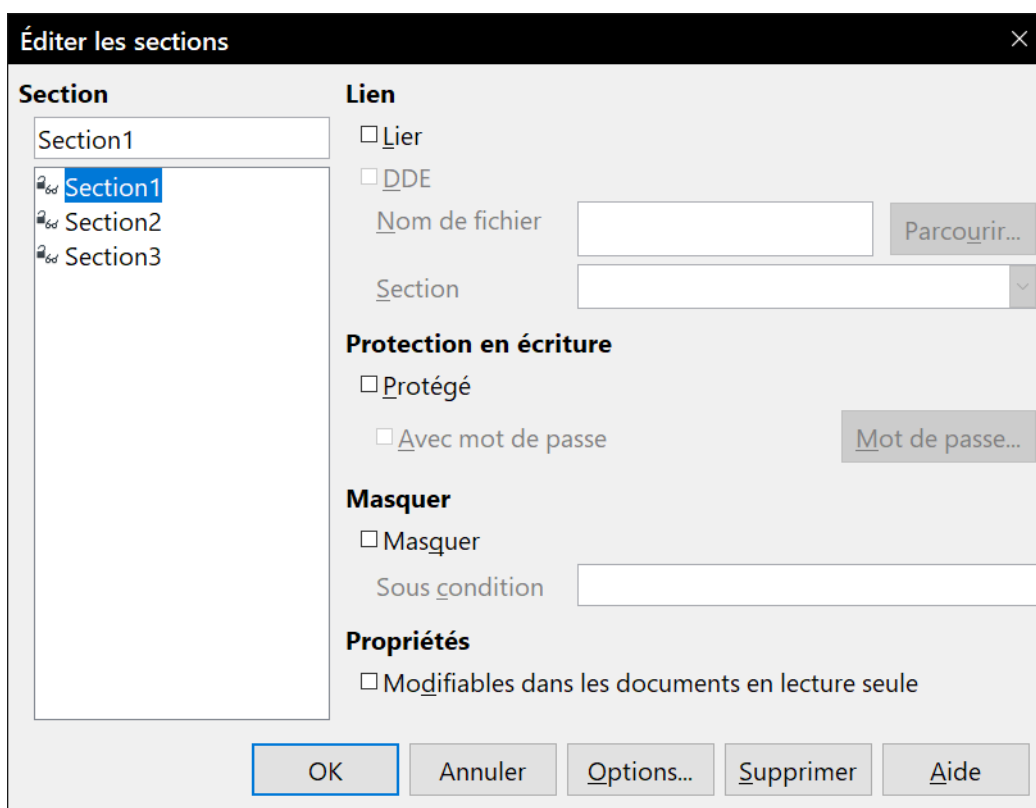 Éditer les sections
Section
Section1
Section1
Section2
Section3
Lien
Lier
DDE
Nom de fichier
Parcourir...
Section
Protection en écriture
Protégé
Avec mot de passe
Mot de passe...
Masquer
Masquer
Sous condition
Propriétés
Modifiables dans les documents en lecture seule
OK
Annuler
Options...
Supprimer
Aide